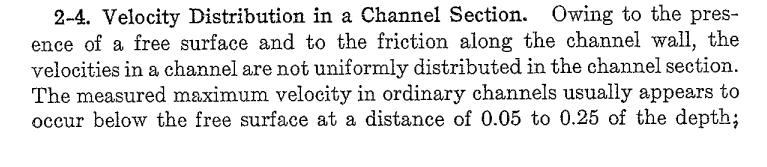 2-4. Velocity Distribution in a Channel Section. Owing to the pres-
ence of a free surface and to the friction along the channel wall, the
velocities in a channel are not uniformly distributed in the channel section.
The measured maximum velocity in ordinary channels usually appears to
occur below the free surface at a distance of 0.05 to 0.25 of the depth;